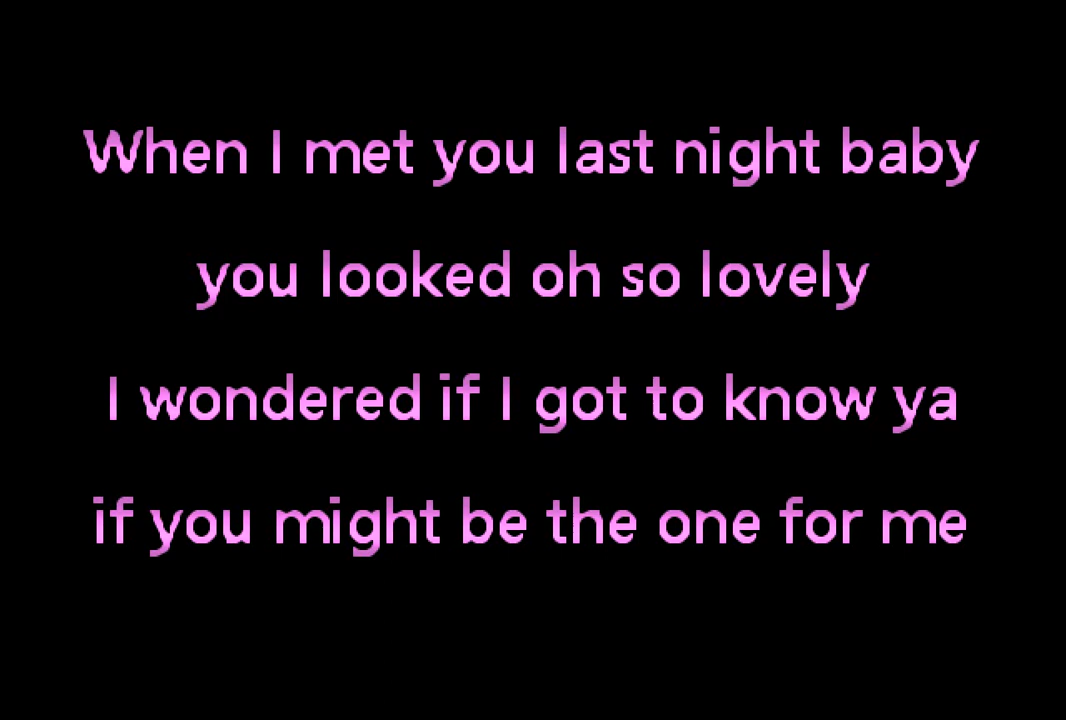 When I met you last night baby
you looked oh so lovely
I wondered if I got to know ya
if you might be the one for me